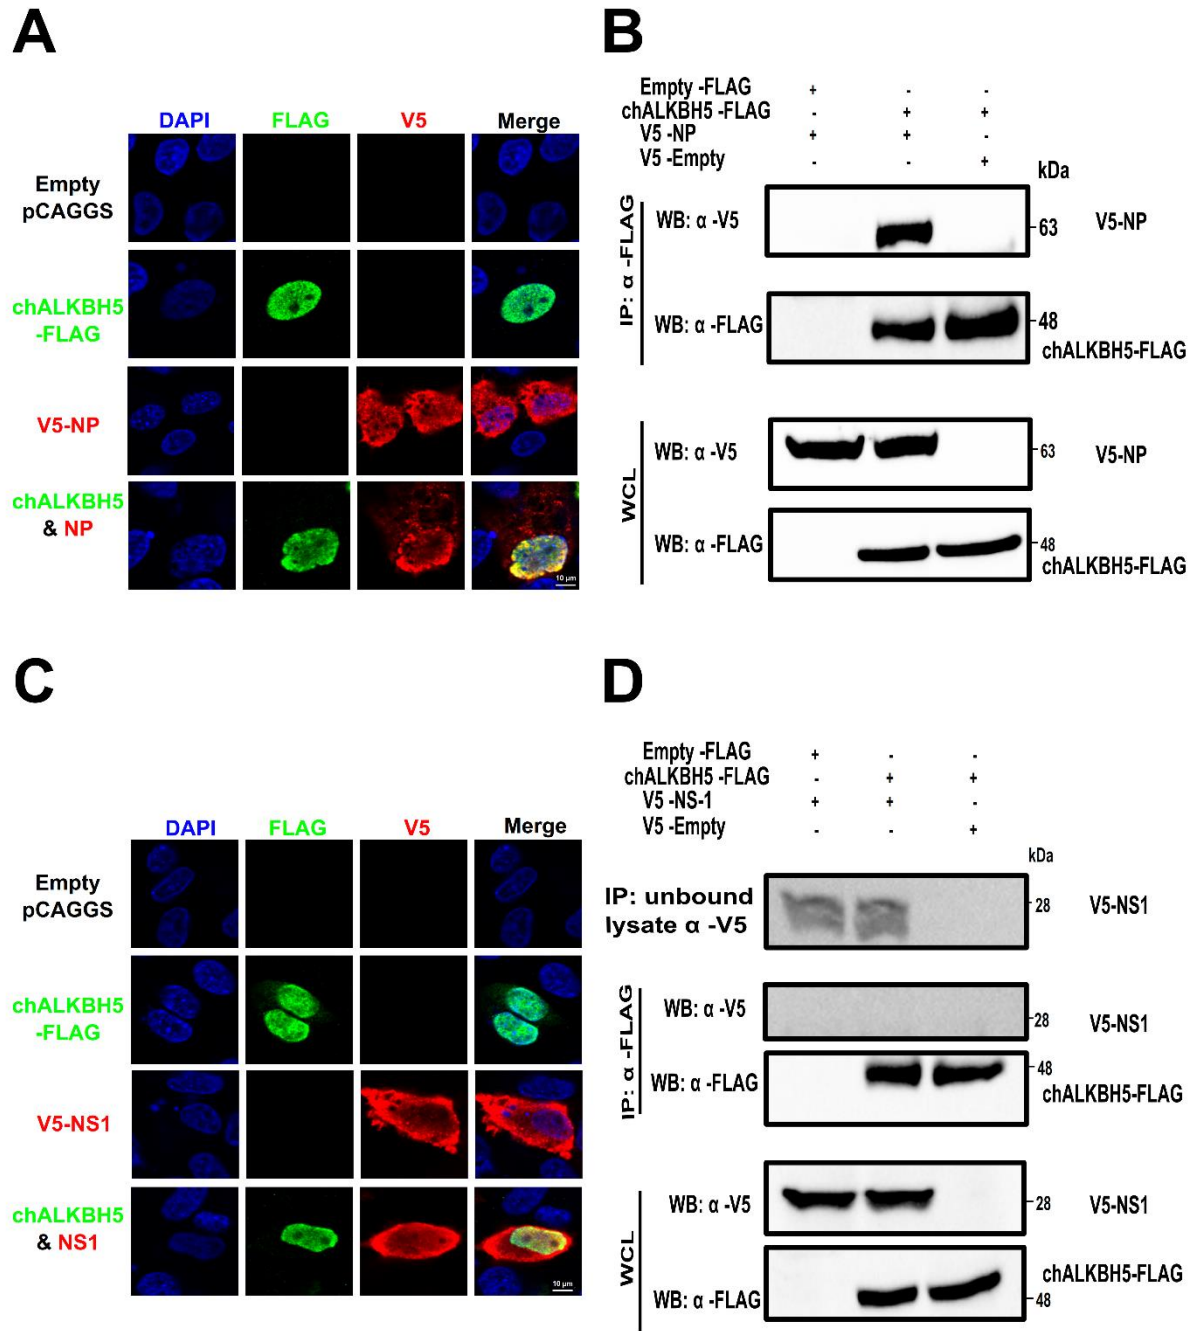 A
DAPI FLAG V5 Merge
Empty
pCAGGS
chALKBH5
-FLAG
V5-NP
chALKBH5
& NP
10 µm
B
Empty -FLAG + - -
chALKBH5 -FLAG - + +
V5 -NP + + -
V5 -Empty - - +
kDa
IP: α -FLAG
WB: α -V5 -63 V5-NP
WB: α -FLAG -48
chALKBH5-FLAG
WCL
WB: α -V5 -63 V5-NP
WB: α -FLAG -48
chALKBH5-FLAG
C
DAPI FLAG V5 Merge
Empty
pCAGGS
chALKBH5
-FLAG
V5-NS1
chALKBH5
& NS1
10 µm
D
Empty -FLAG + - -
chALKBH5 -FLAG - + +
V5 -NS-1 + + -
V5 -Empty - - +
kDa
IP: unbound
lysate α -V5
- 28 V5-NS1
IP: α -FLAG
WB: α -V5 -28 V5-NS1
WB: α -FLAG -48
chALKBH5-FLAG
WCL
WB: α -V5 -28 V5-NS1
chALKBH5-FLAG
WB: α -FLAG -48